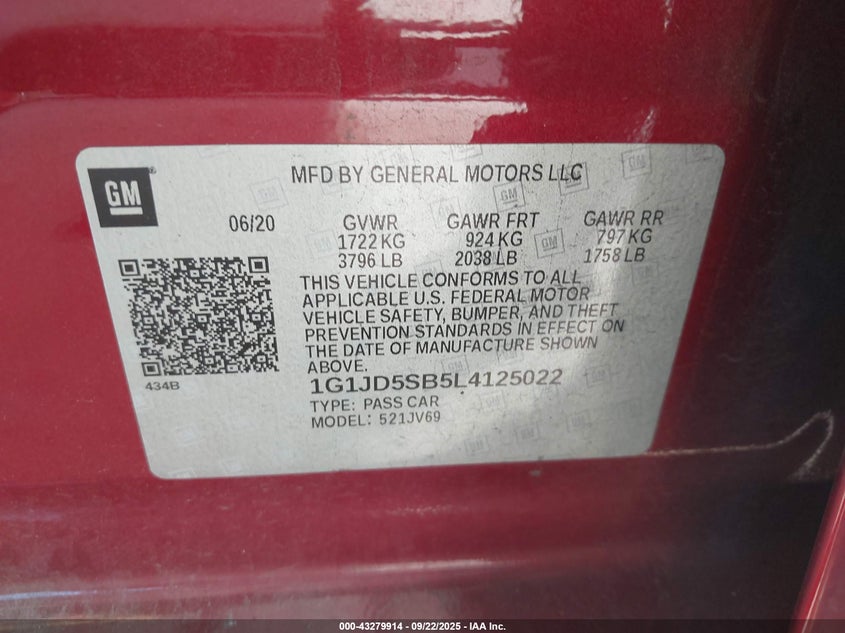 MFD BY GENERAL MOTORS LLC
GM
06/20 GVWR GAWR FRT GAWR RR
1722 KG 924 KG 797 KG
3796 LB 2038 LB 1758 LB
THIS VEHICLE CONFORMS TO ALL
APPLICABLE U.S. FEDERAL MOTOR
VEHICLE SAFETY, BUMPER, AND THEFT
PREVENTION STANDARDS IN EFFECT ON
THE DATE OF MANUFACTURE SHOWN
ABOVE.
434B
1G1JD5SB5L4125022
TYPE: PASS CAR
MODEL: 521JV69
000-43279914 - 09/22/2025 - IAA Inc.